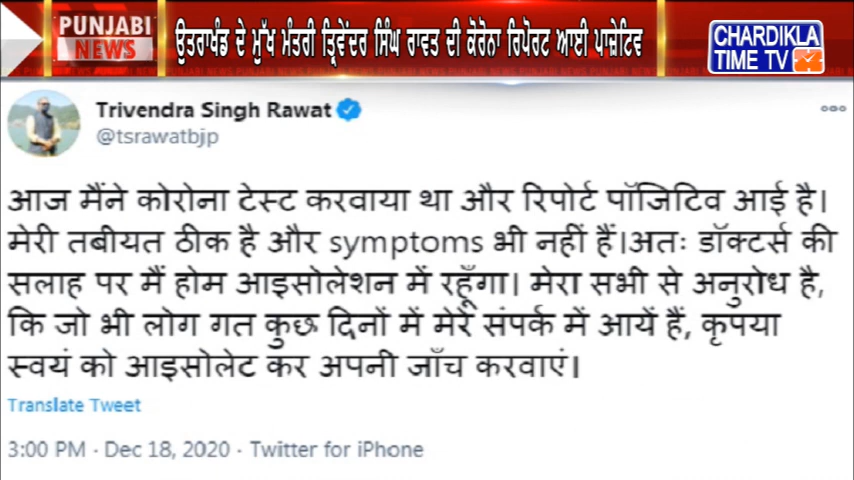 PUNJABI
NEWS
ਉਤਰਾਖੰਡ ਦੇ ਮੁੱਖ ਮੰਤਰੀ ਤ੍ਰਿਵੇਂਦਰ ਸਿੰਘ ਰਾਵਤ ਦੀ ਕੋਰੋਨਾ ਰਿਪੋਰਟ ਆਈ ਪਾਜ਼ੇਟਿਵ
CHARDIKLA
TIME TV
Trivendra Singh Rawat
@tsrawatbjp
आज मैंने कोरोना टेस्ट करवाया था और रिपोर्ट पॉजिटिव आई है।
मेरी तबीयत ठीक है और symptoms भी नहीं हैं।अतः डॉक्टर्स की
सलाह पर मैं होम आइसोलेशन में रहूँगा। मेरा सभी से अनुरोध है,
कि जो भी लोग गत कुछ दिनों में मेरे संपर्क में आयें हैं, कृपया
स्वयं को आइसोलेट कर अपनी जाँच करवाएं।
Translate Tweet
3:00 PM · Dec 18, 2020 · Twitter for iPhone